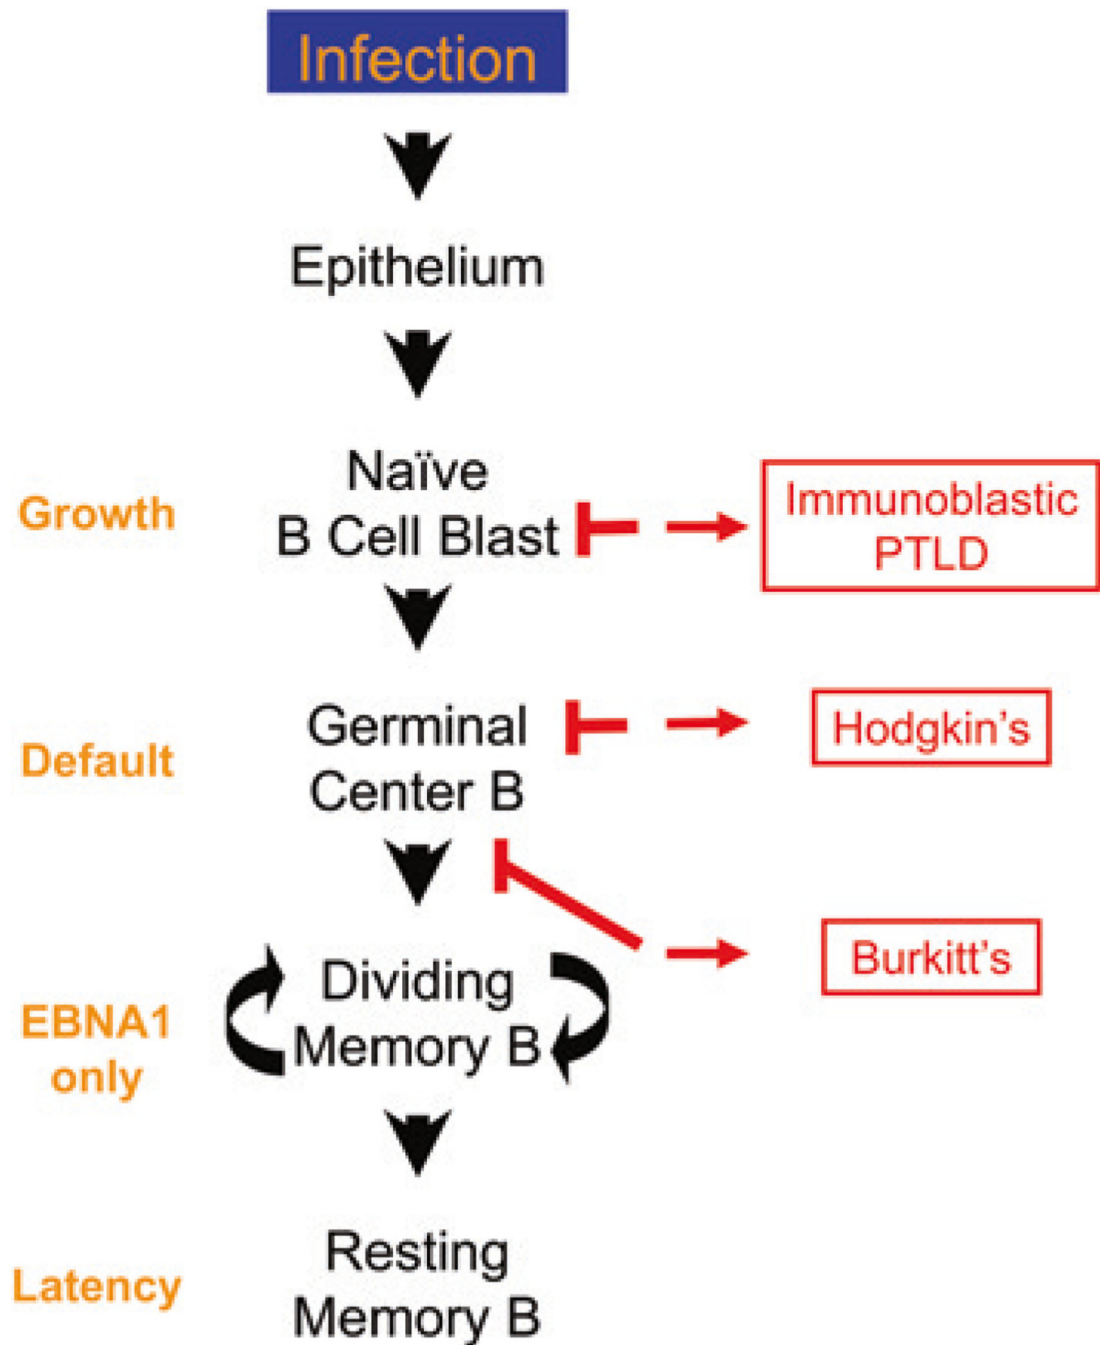 Infection
Epithelium
Growth
Naïve
B Cell Blast
Immunoblastic
PTLD
Default
Germinal
Center B
Hodgkin's
Burkitt's
EBNA1
only
Dividing
Memory B
Latency
Resting
Memory B